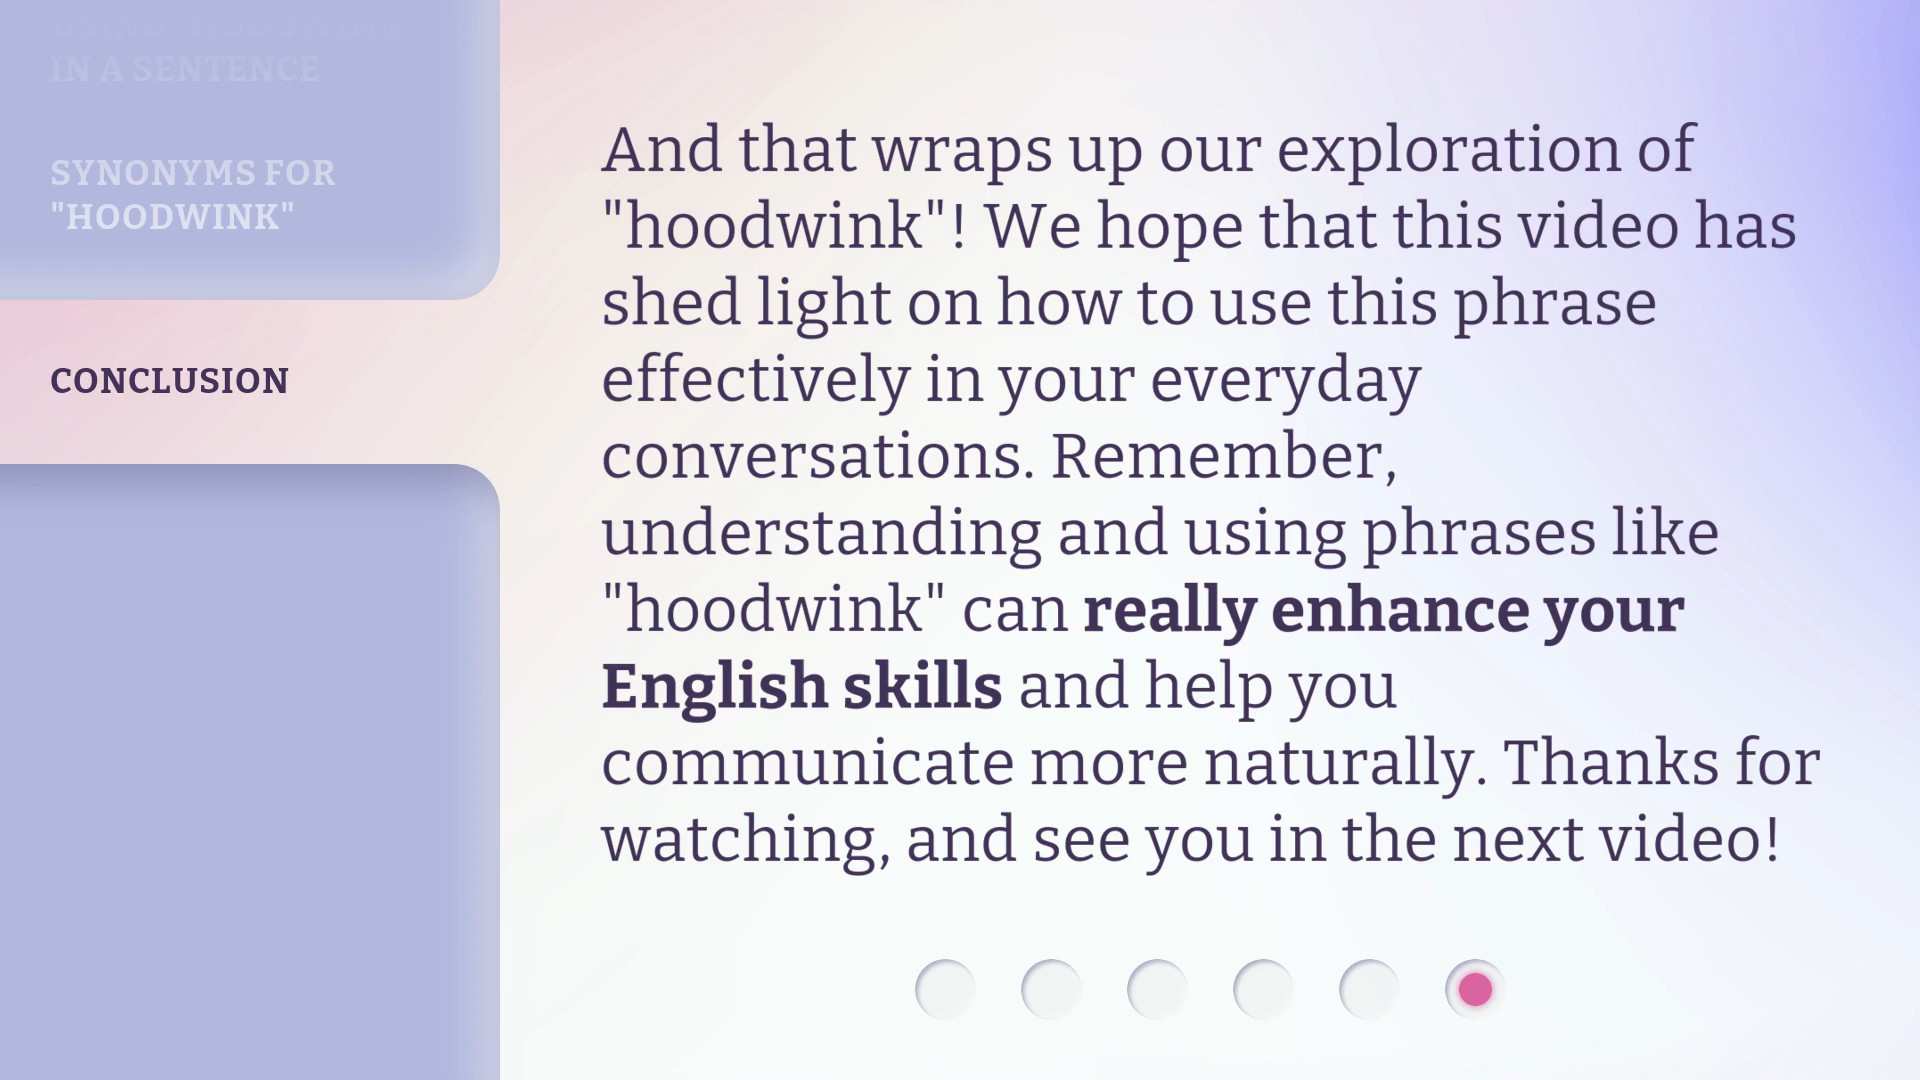 USING "HOODWINK"
IN A SENTENCE
SYNONYMS FOR
"HOODWINK"
CONCLUSION
And that wraps up our exploration of
"hoodwink"! We hope that this video has
shed light on how to use this phrase
effectively in your everyday
conversations. Remember,
understanding and using phrases like
"hoodwink" can really enhance your
English skills and help you
communicate more naturally. Thanks for
watching, and see you in the next video!